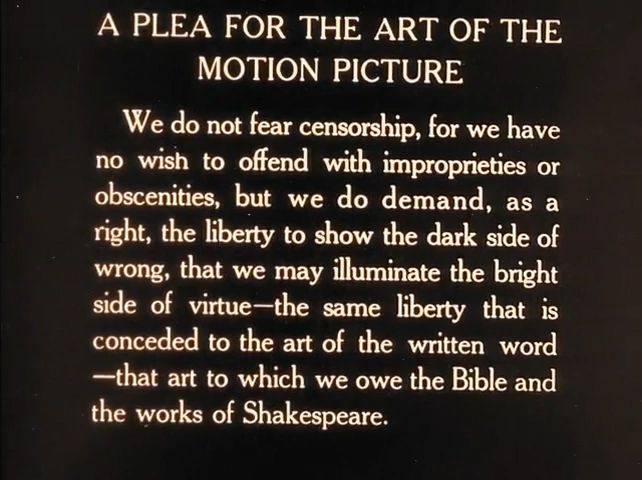 A PLEA FOR THE ART OF THE
MOTION PICTURE
We do not fear censorship, for we have
no wish to offend with improprieties or
obscenities, but we do demand, as a
right, the liberty to show the dark side of
wrong, that we may illuminate the bright
side of virtue—the same liberty that is
conceded to the art of the written word
—that art to which we owe the Bible and
the works of Shakespeare.